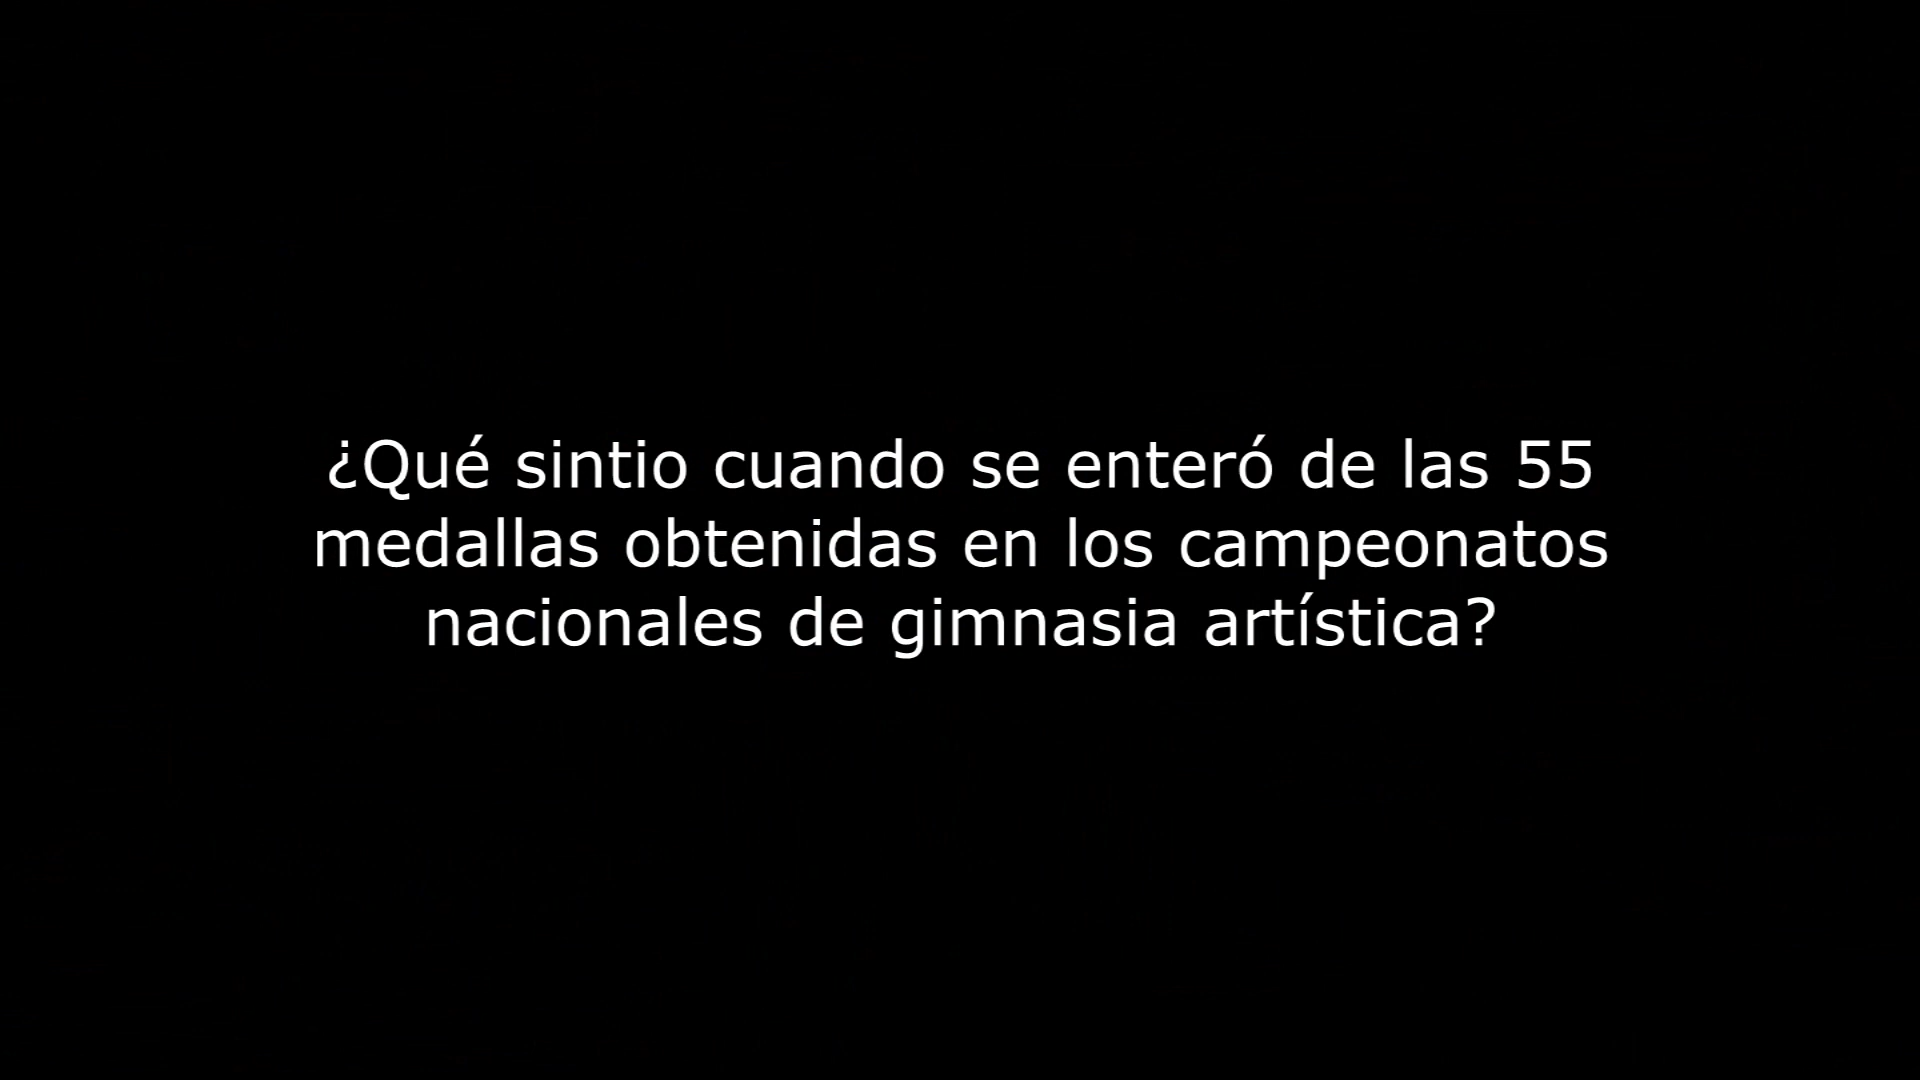 ¿Qué sintio cuando se enteró de las 55
medallas obtenidas en los campeonatos
nacionales de gimnasia artística?